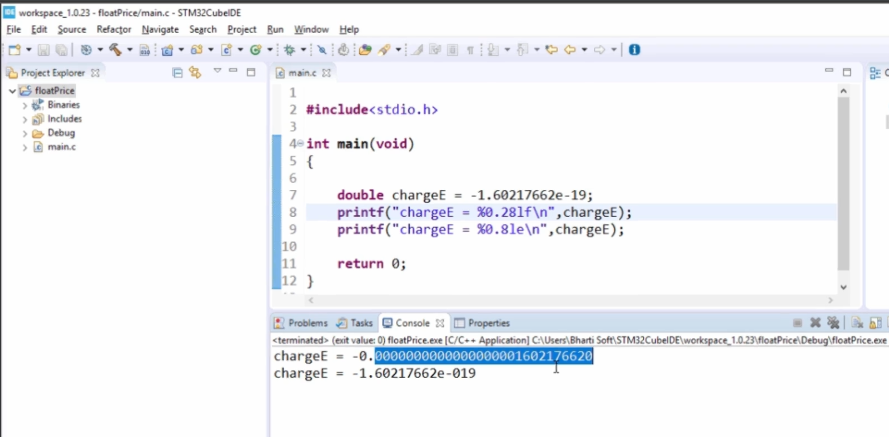 IDE workspace_1.0.23 - floatPrice/main.c - STM32CubeIDE
File Edit Source Refactor Navigate Search Project Run Window Help
Project Explorer
floatPrice
Binaries
Includes
Debug
main.c
main.c
1
2 #include<stdio.h>
3
4 int main(void)
5 {
6
7 double chargeE = -1.60217662e-19;
8 printf("chargeE = %0.28lf\n",chargeE);
9 printf("chargeE = %0.8le\n",chargeE);
10
11 return 0;
12 }
Problems Tasks Console Properties
<terminated> (exit value: 0) floatPrice.exe [C/C++ Application] C:\Users\Bharti Soft\STM32CubeIDE\workspace_1.0.23\floatPrice\Debug\floatPrice.exe
chargeE = -0.0000000000000000001602176620
chargeE = -1.60217662e-019